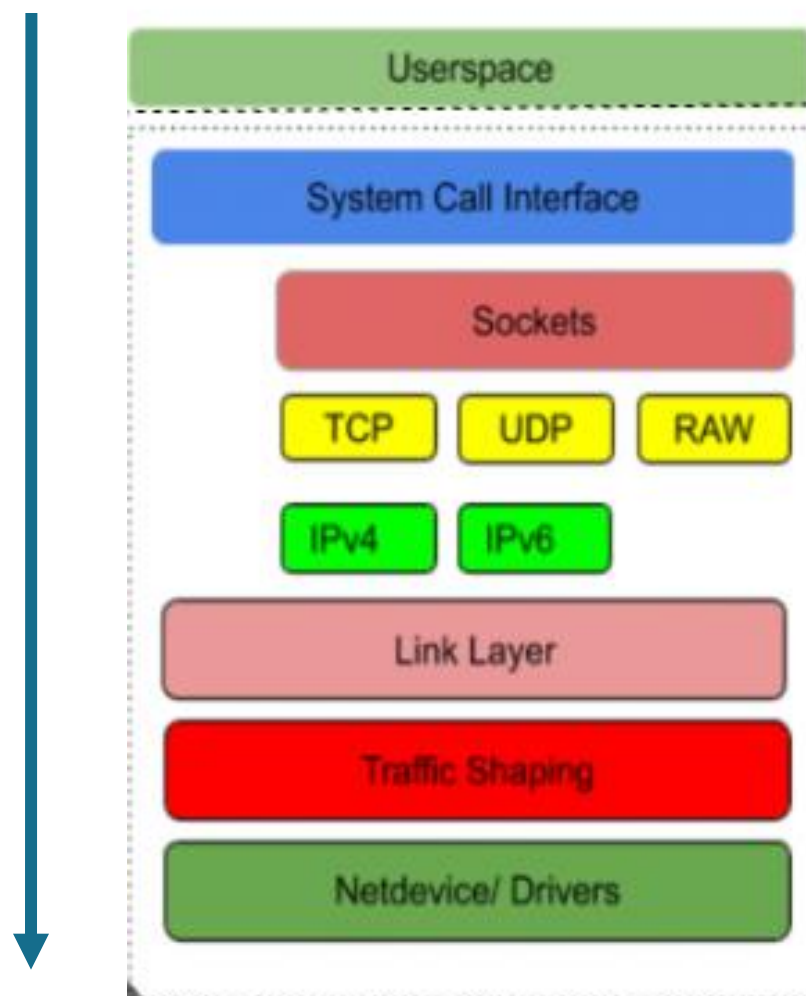 Userspace
System Call Interface
Sockets
TCP UDP RAW
IPv4 IPv6
Link Layer
Traffic Shaping
Netdevice/ Drivers